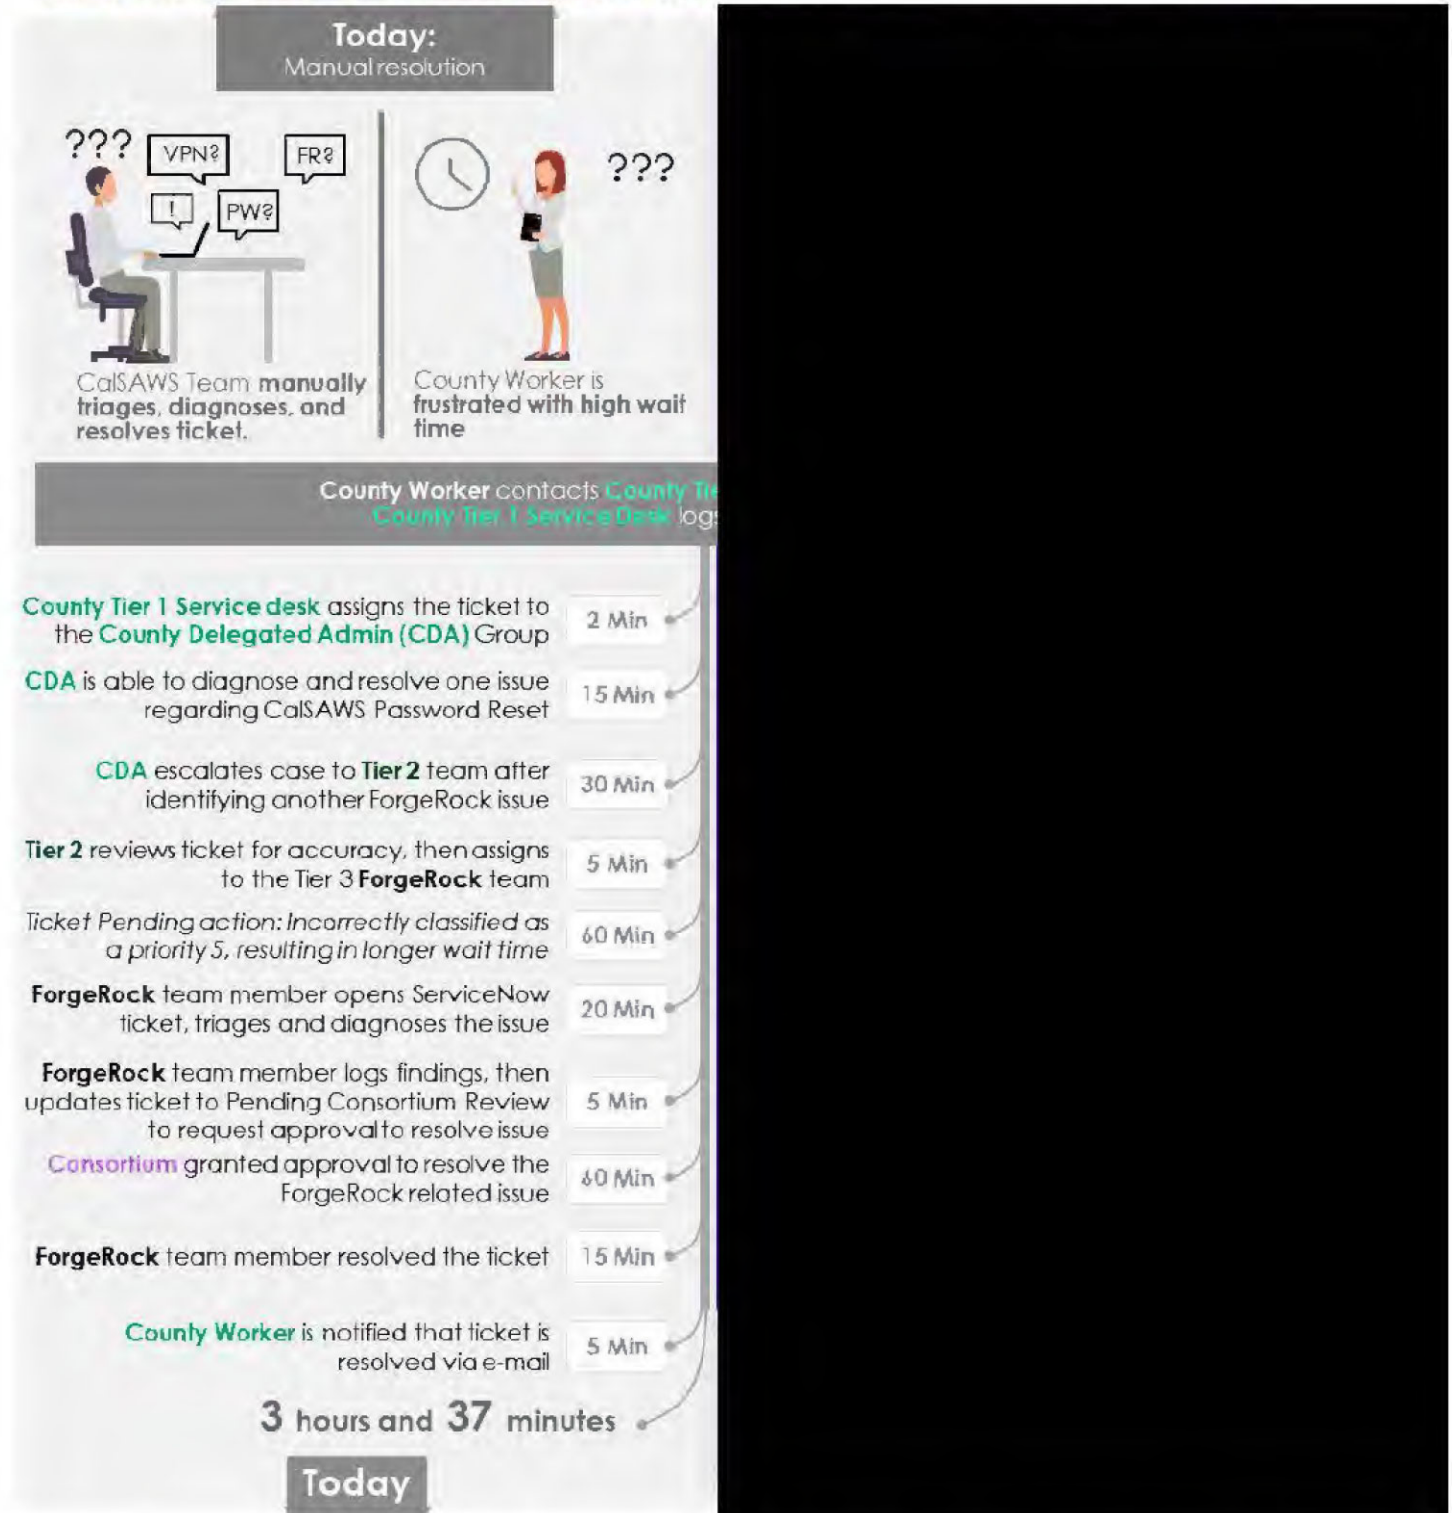 Today:
Manual resolution
???
VPN?
FR?
!
PW?
???
CalSAWS Team manually
triages, diagnoses, and
resolves ticket.
County Worker is
frustrated with high wait
time
County Worker contacts County Tie
County Tier 1 Service Desk logs
County Tier 1 Service desk assigns the ticket to
the County Delegated Admin (CDA) Group
2 Min
CDA is able to diagnose and resolve one issue
regarding CalSAWS Password Reset
15 Min
CDA escalates case to Tier 2 team after
identifying another ForgeRock issue
30 Min
Tier 2 reviews ticket for accuracy, then assigns
to the Tier 3 ForgeRock team
5 Min
Ticket Pending action: Incorrectly classified as
a priority 5, resulting in longer wait time
60 Min
ForgeRock team member opens ServiceNow
ticket, triages and diagnoses the issue
20 Min
ForgeRock team member logs findings, then
updates ticket to Pending Consortium Review
to request approval to resolve issue
5 Min
Consortium granted approval to resolve the
ForgeRock related issue
60 Min
ForgeRock team member resolved the ticket
15 Min
County Worker is notified that ticket is
resolved via e-mail
5 Min
3 hours and 37 minutes
Today